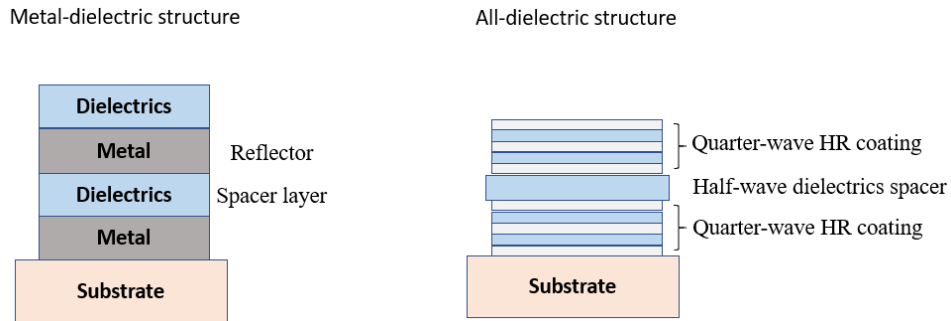 Metal-dielectric structure
Dielectrics
Metal
Reflector
Dielectrics
Spacer layer
Metal
Substrate
All-dielectric structure
Quarter-wave HR coating
Half-wave dielectrics spacer
Quarter-wave HR coating
Substrate